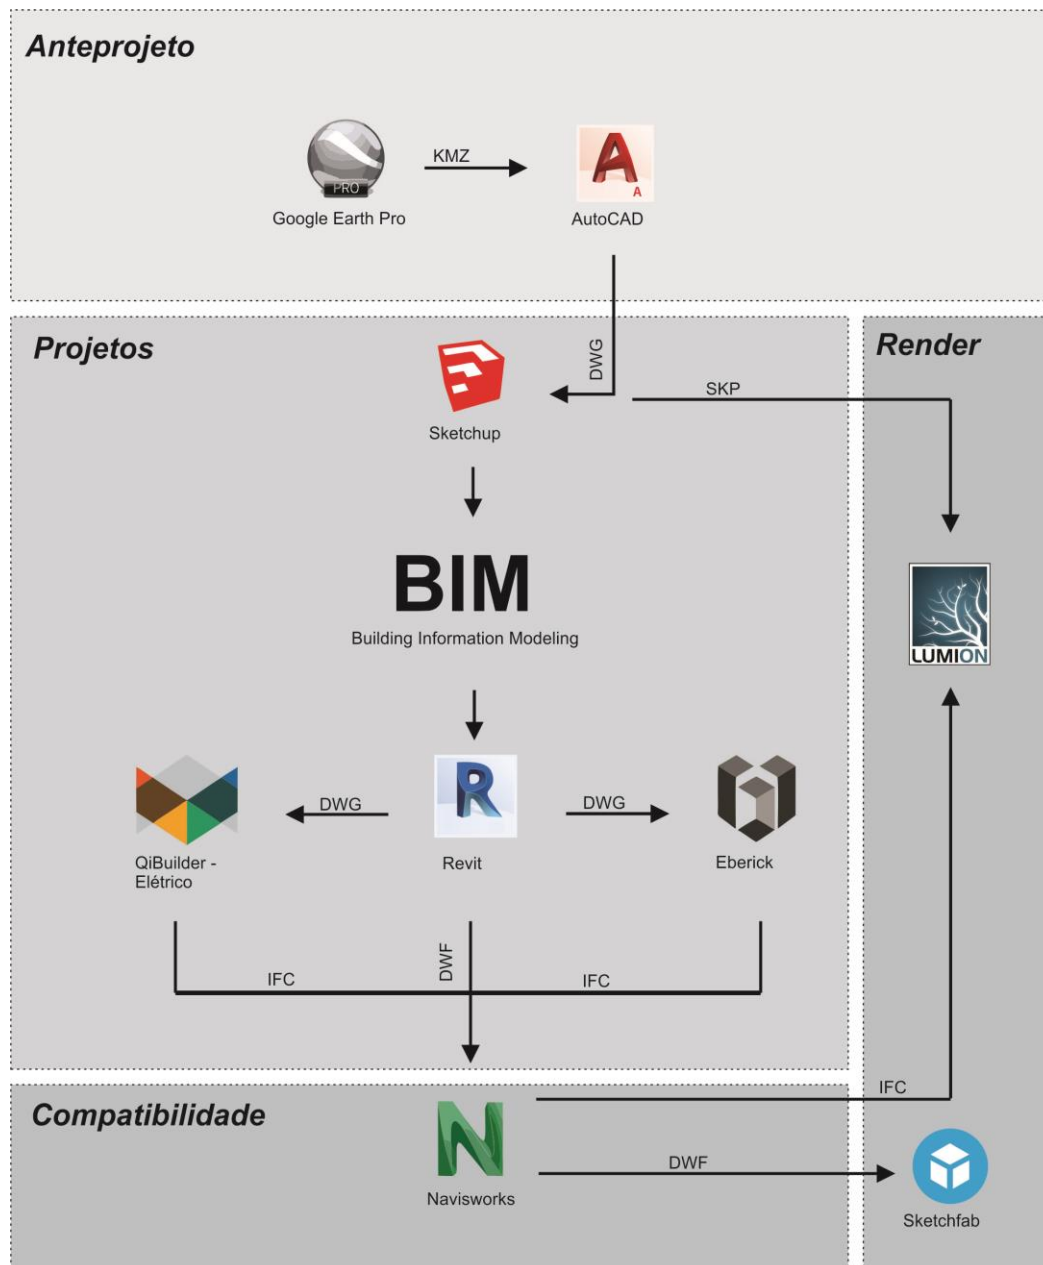 Anteprojeto
PRO
KMZ
A
Google Earth Pro
AutoCAD
Projetos
Render
DWG
SKP
Sketchup
BIM
Building Information Modeling
LUMION
DWG
DWG
QiBuilder -
Elétrico
Revit
Eberick
DWF
IFC
IFC
Compatibilidade
IFC
DWF
Navisworks
Sketchfab